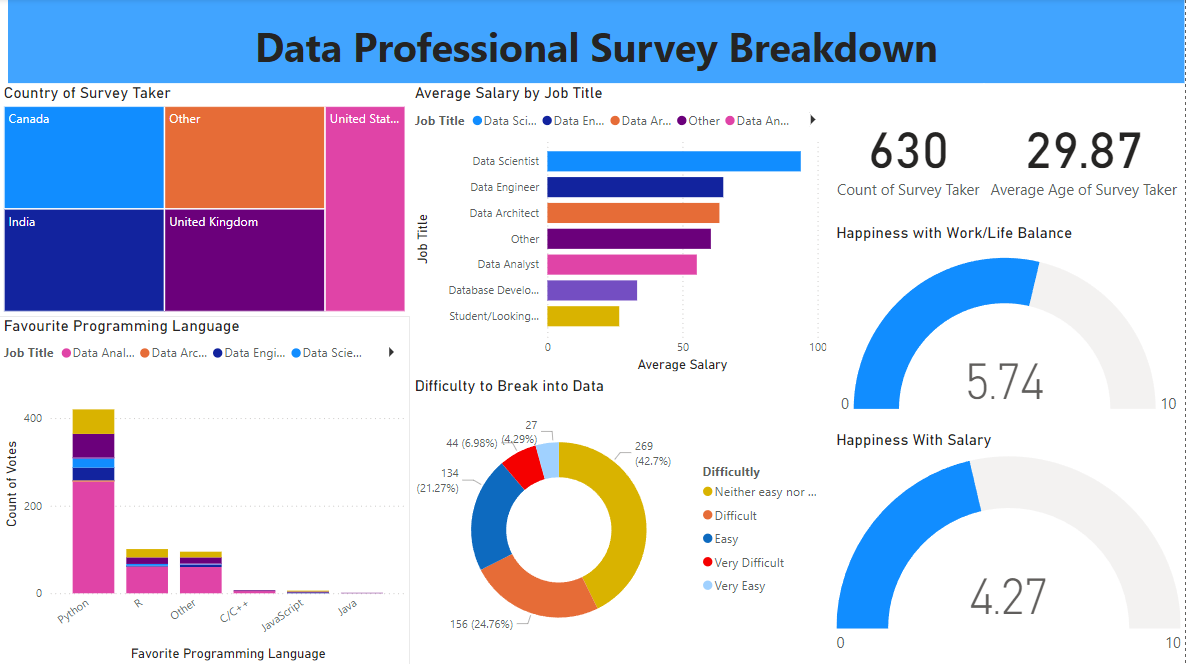 Data Professional Survey Breakdown
Country of Survey Taker
Canada
Other
United Stat...
India
United Kingdom
Average Salary by Job Title
Job Title Data Sci... Data En... Data Ar... Other Data An...
Job Title
Data Scientist
Data Engineer
Data Architect
Other
Data Analyst
Database Develo...
Student/Looking...
0 50 100
Average Salary
630
Count of Survey Taker
29.87
Average Age of Survey Taker
Happiness with Work/Life Balance
5.74
0 10
Favourite Programming Language
Job Title Data Anal... Data Arc... Data Engi... Data Scie...
Count of Votes
400
200
0
Python R Other C/C++ JavaScript Java
Favorite Programming Language
Difficulty to Break into Data
27
(4.29%)
44 (6.98%)
269
(42.7%)
134
(21.27%)
156 (24.76%)
Difficultly
Neither easy nor ...
Difficult
Easy
Very Difficult
Very Easy
Happiness With Salary
4.27
0 10